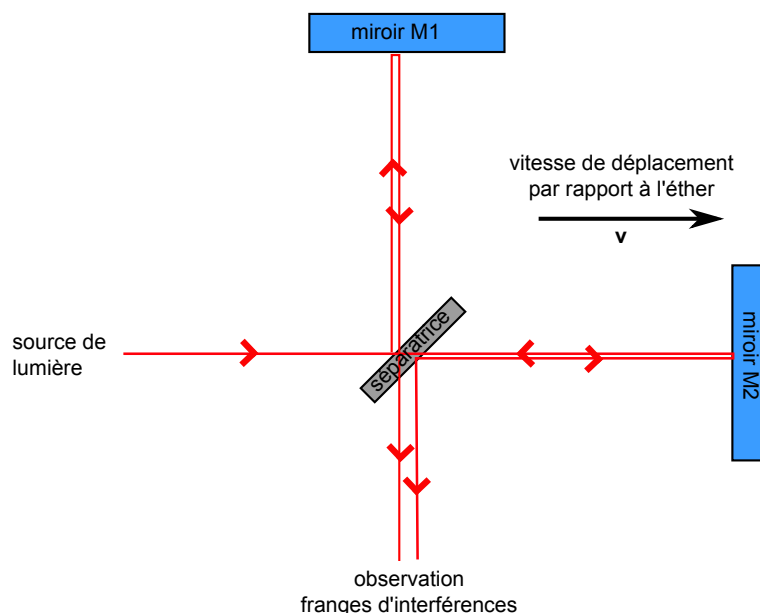 miroir M1
vitesse de déplacement
par rapport à l'éther
v
source de
lumière
séparatrice
miroir M2
observation
franges d'interférences